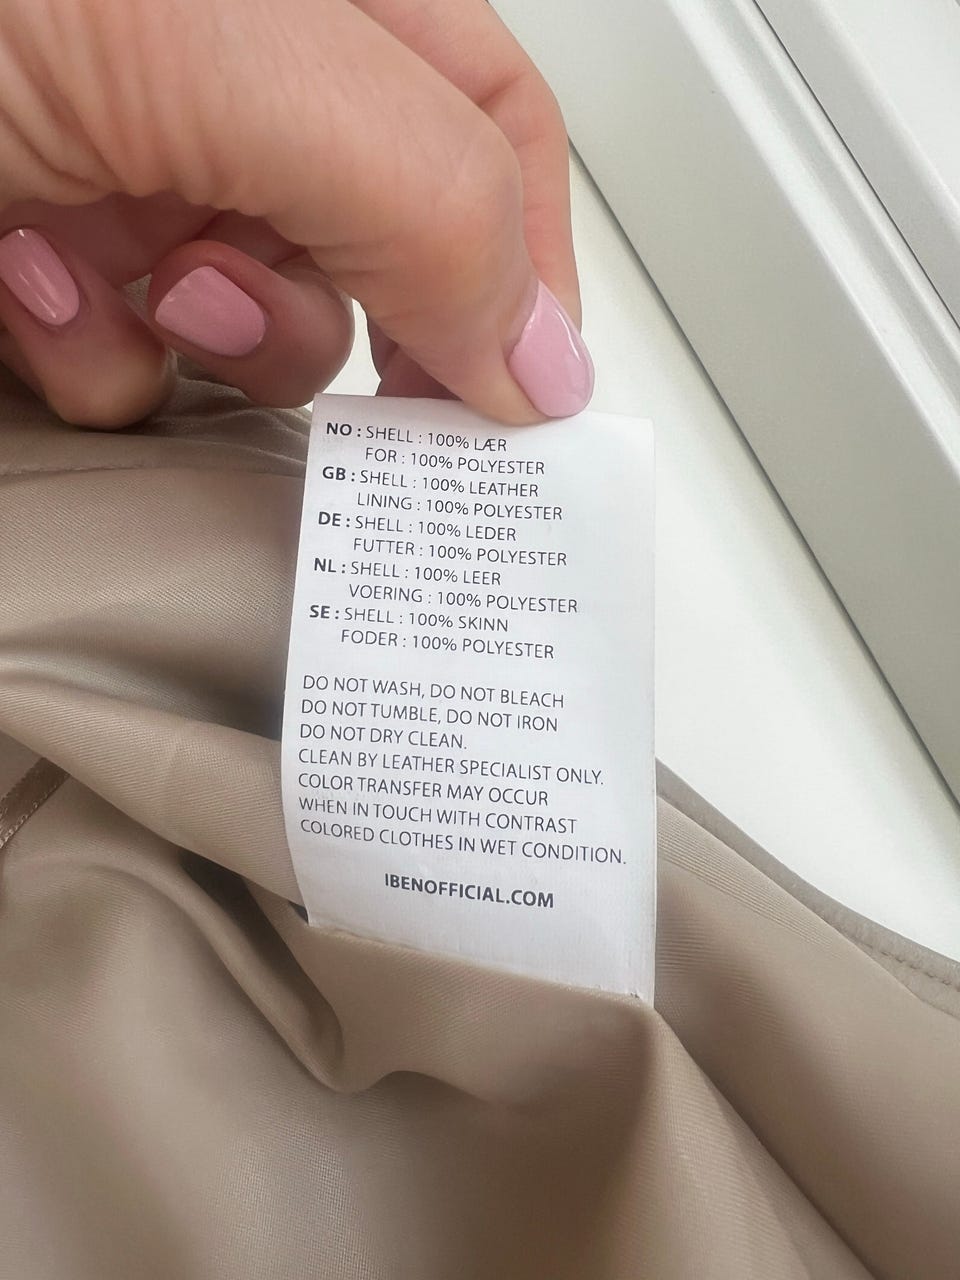 NO : SHELL : 100% LÆR
FOR : 100% POLYESTER
GB : SHELL : 100% LEATHER
LINING : 100% POLYESTER
DE : SHELL : 100% LEDER
FUTTER : 100% POLYESTER
NL : SHELL : 100% LEER
VOERING : 100% POLYESTER
SE : SHELL : 100% SKINN
FODER : 100% POLYESTER
DO NOT WASH, DO NOT BLEACH
DO NOT TUMBLE, DO NOT IRON
DO NOT DRY CLEAN.
CLEAN BY LEATHER SPECIALIST ONLY.
COLOR TRANSFER MAY OCCUR
WHEN IN TOUCH WITH CONTRAST
COLORED CLOTHES IN WET CONDITION.
IBENOFFICIAL.COM